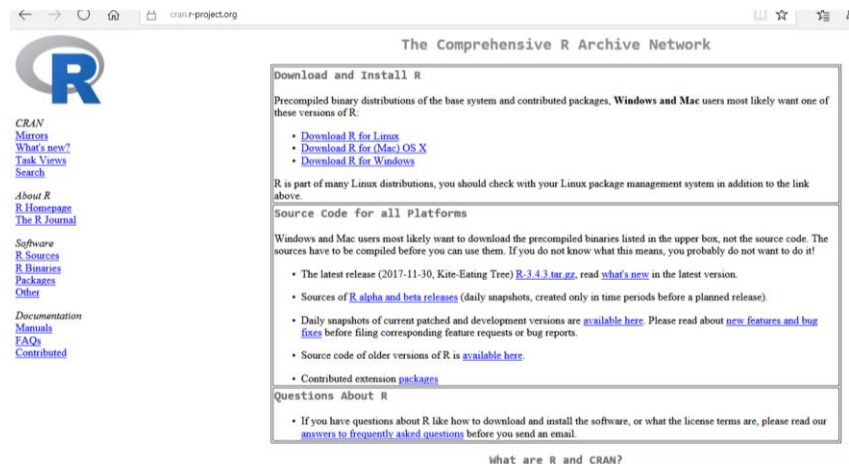 cran.r-project.org
The Comprehensive R Archive Network
R
CRAN
Mirrors
What's new?
Task Views
Search
About R
R Homepage
The R Journal
Software
R Sources
R Binaries
Packages
Other
Documentation
Manuals
FAQs
Contributed
Download and Install R
Precompiled binary distributions of the base system and contributed packages, Windows and Mac users most likely want one of
these versions of R:
• Download R for Linux
• Download R for (Mac) OS X
• Download R for Windows
R is part of many Linux distributions, you should check with your Linux package management system in addition to the link
above.
Source Code for all Platforms
Windows and Mac users most likely want to download the precompiled binaries listed in the upper box, not the source code. The
sources have to be compiled before you can use them. If you do not know what this means, you probably do not want to do it!
• The latest release (2017-11-30, Kite-Eating Tree) R-3.4.3.tar.gz, read what's new in the latest version.
• Sources of R alpha and beta releases (daily snapshots, created only in time periods before a planned release).
• Daily snapshots of current patched and development versions are available here. Please read about new features and bug
fixes before filing corresponding feature requests or bug reports.
• Source code of older versions of R is available here.
• Contributed extension packages
Questions About R
• If you have questions about R like how to download and install the software, or what the license terms are, please read our
answers to frequently asked questions before you send an email.
What are R and CRAN?